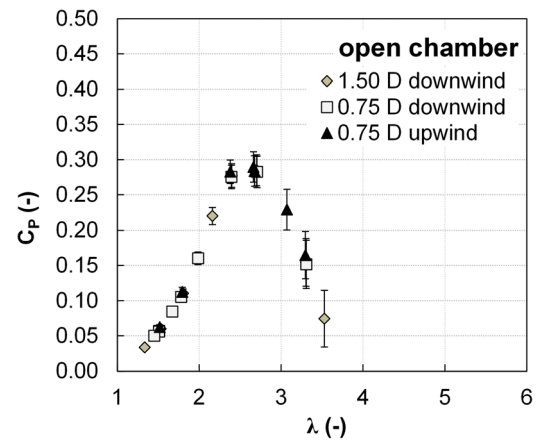 0.50
0.45
0.40
0.35
0.30
0.25
0.20
0.15
0.10
0.05
0.00
C_P (-)
open chamber
1.50 D downwind
0.75 D downwind
0.75 D upwind
1 2 3 4 5 6
λ (-)